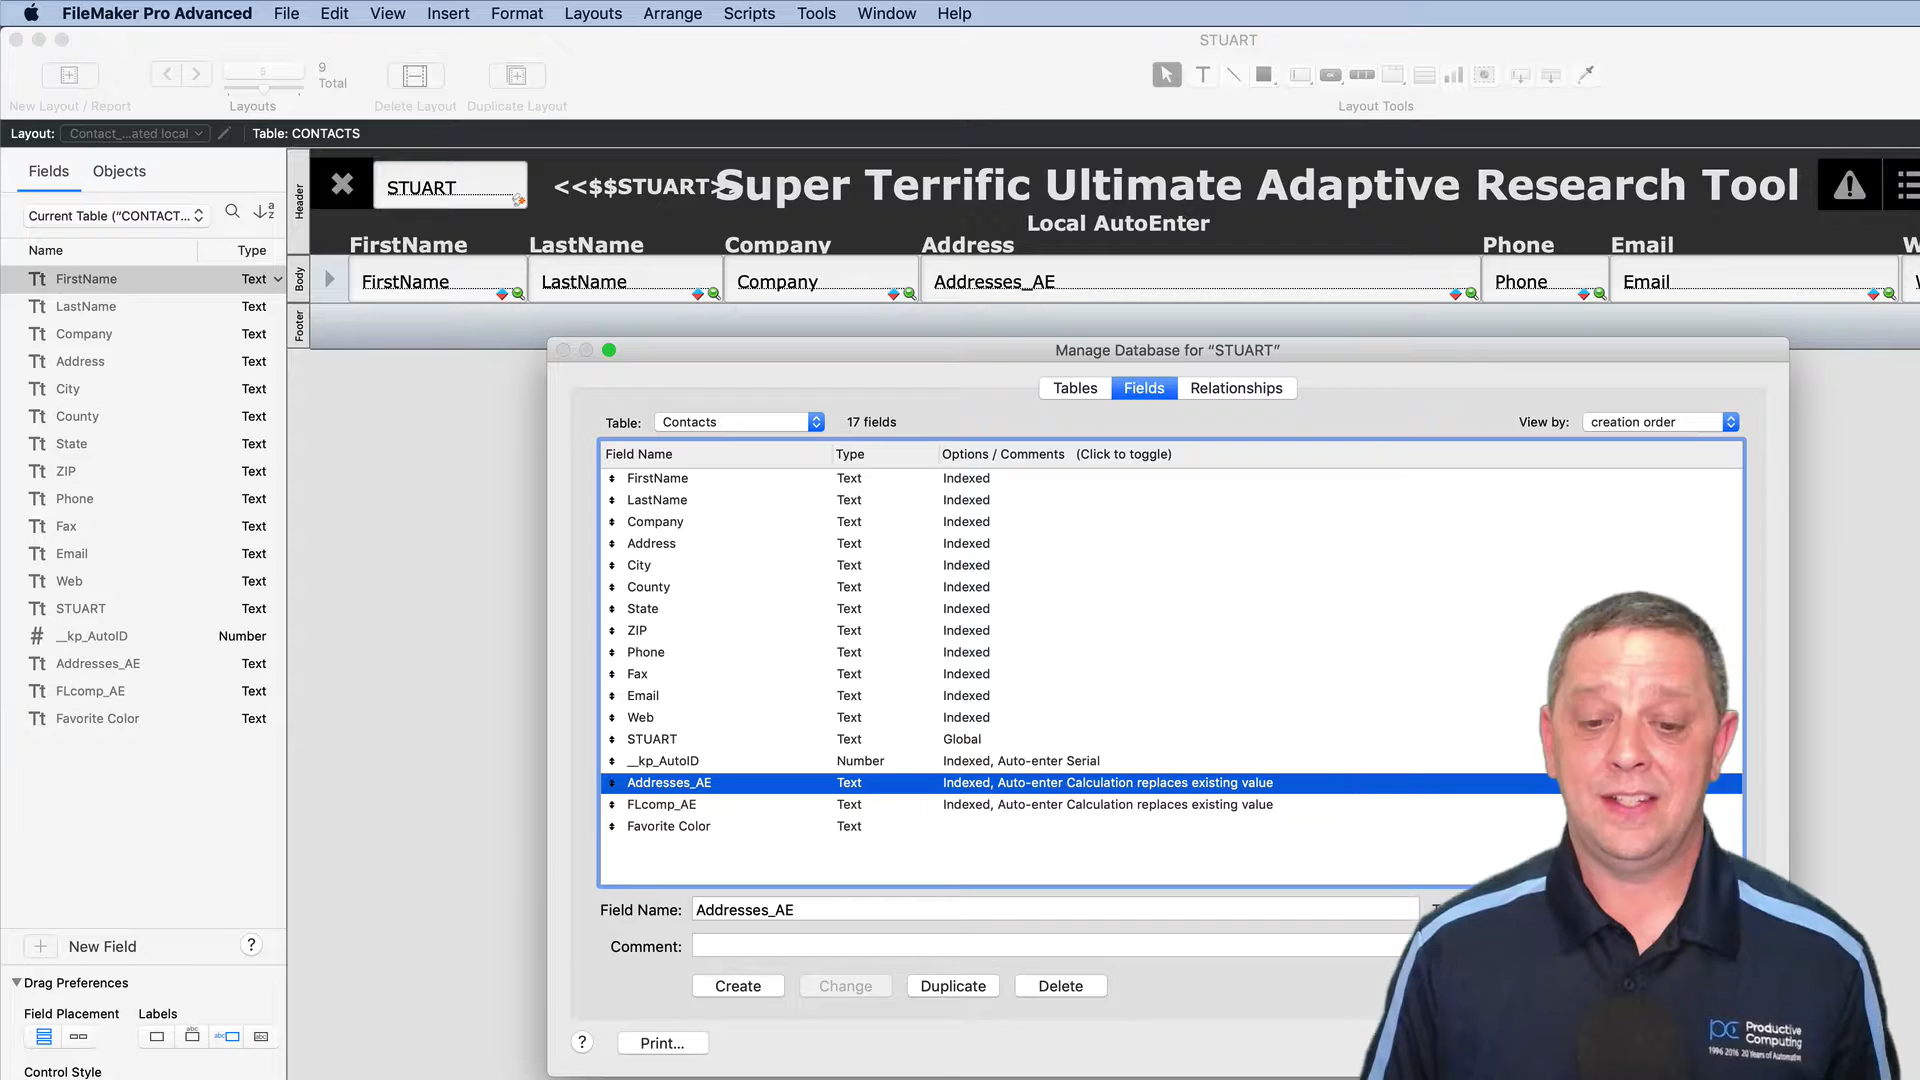 FileMaker Pro Advanced File Edit View Insert Format Layouts Arrange Scripts Tools Window Help
STUART
9
Total
New Layout / Report Layouts Delete Layout Duplicate Layout Layout Tools
Layout: Contact_...ated local Table: CONTACTS
Fields Objects
Current Table ("CONTACT...
Name Type
FirstName Text
LastName Text
Company Text
Address Text
City Text
County Text
State Text
ZIP Text
Phone Text
Fax Text
Email Text
Web Text
STUART Text
__kp_AutoID Number
Addresses_AE Text
FLcomp_AE Text
Favorite Color Text
New Field ?
Drag Preferences
Field Placement Labels
Control Style
Header
Body
Footer
STUART <<$$STUART> Super Terrific Ultimate Adaptive Research Tool
Local AutoEnter
FirstName LastName Company Address Phone Email
FirstName LastName Company Addresses_AE Phone Email
Manage Database for “STUART”
Tables Fields Relationships
Table: Contacts 17 fields View by: creation order
Field Name Type Options / Comments (Click to toggle)
FirstName Text Indexed
LastName Text Indexed
Company Text Indexed
Address Text Indexed
City Text Indexed
County Text Indexed
State Text Indexed
ZIP Text Indexed
Phone Text Indexed
Fax Text Indexed
Email Text Indexed
Web Text Indexed
STUART Text Global
__kp_AutoID Number Indexed, Auto-enter Serial
Addresses_AE Text Indexed, Auto-enter Calculation replaces existing value
FLcomp_AE Text Indexed, Auto-enter Calculation replaces existing value
Favorite Color Text
Field Name: Addresses_AE
Comment:
Create Change Duplicate Delete
? Print...
pc Productive
Computing
1996-2016 20 Years of Automation